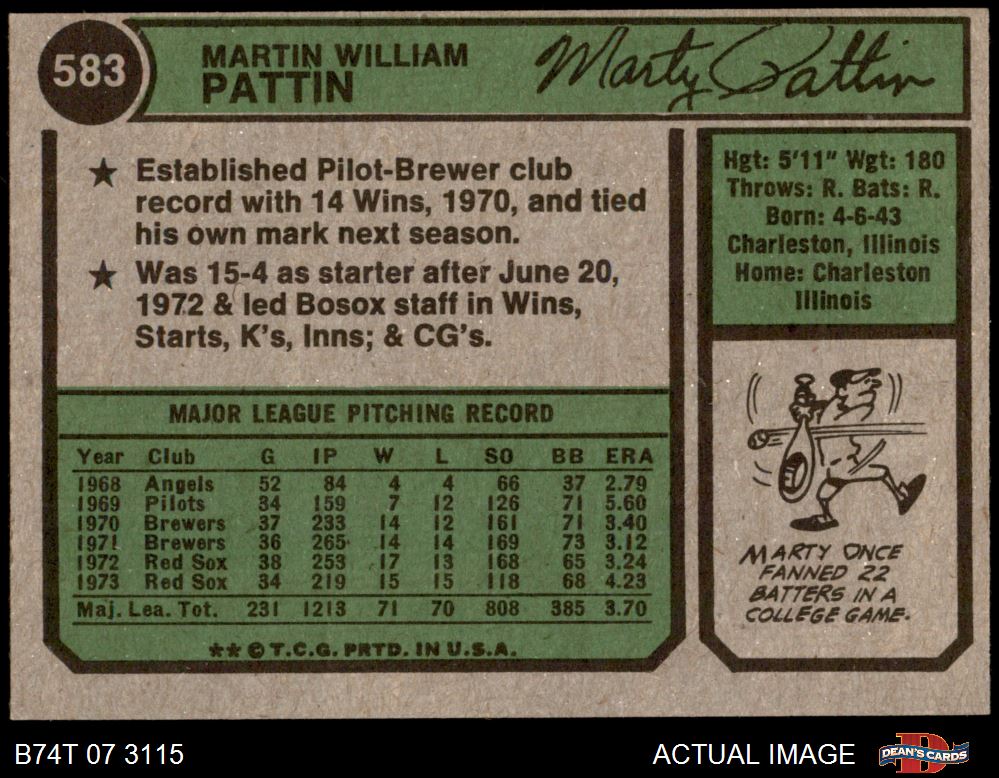 583
MARTIN WILLIAM
PATTIN
Marty Pattin
★ Established Pilot-Brewer club
record with 14 Wins, 1970, and tied
his own mark next season.
★ Was 15-4 as starter after June 20,
1972 & led Bosox staff in Wins,
Starts, K's, Inns; & CG's.
MAJOR LEAGUE PITCHING RECORD
Year Club G IP W L SO BB ERA
1968 Angels 52 84 4 4 66 37 2.79
1969 Pilots 34 159 7 12 126 71 5.60
1970 Brewers 37 233 14 12 161 71 3.40
1971 Brewers 36 265 14 14 169 73 3.12
1972 Red Sox 38 253 17 13 168 65 3.24
1973 Red Sox 34 219 15 15 118 68 4.23
Maj. Lea. Tot. 231 1213 71 70 808 385 3.70
** © T.C.G. PRTD. IN U.S.A.
Hgt: 5'11" Wgt: 180
Throws: R. Bats: R.
Born: 4-6-43
Charleston, Illinois
Home: Charleston
Illinois
MARTY ONCE
FANNED 22
BATTERS IN A
COLLEGE GAME.
B74T 07 3115
ACTUAL IMAGE
D
DEAN'S CARDS